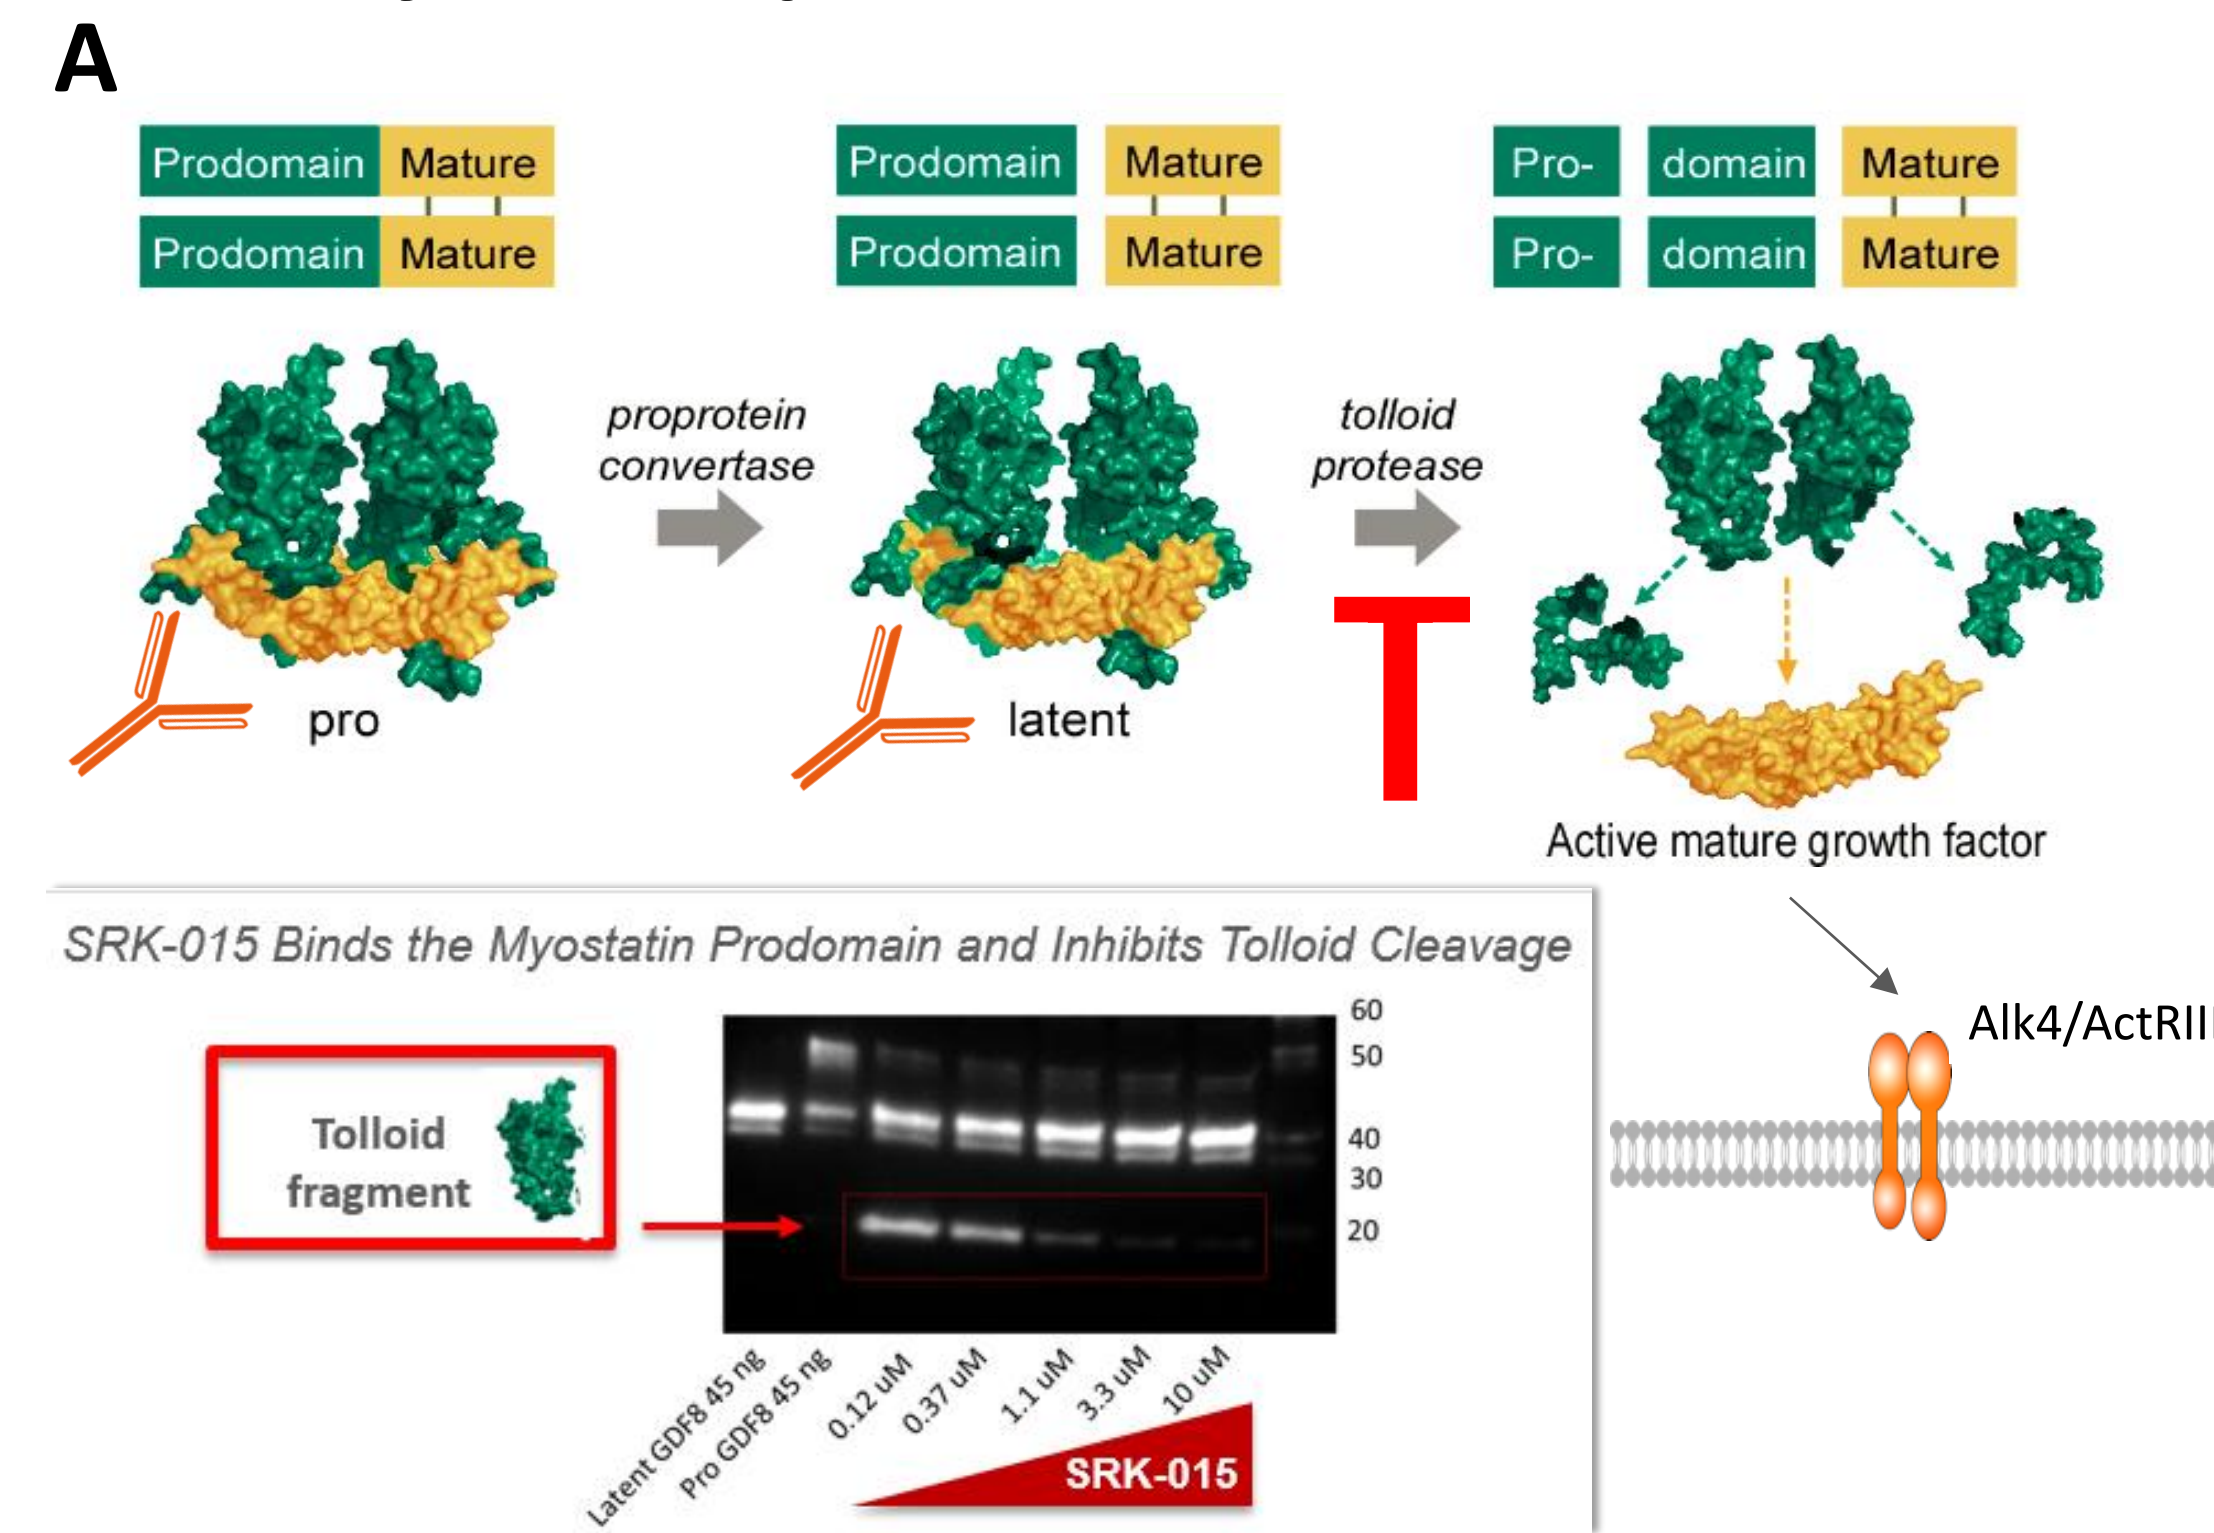 A
Prodomain Mature
Prodomain Mature
Prodomain Mature
Prodomain Mature
Pro- domain Mature
Pro- domain Mature
proprotein
convertase
tolloid
protease
pro
latent
Active mature growth factor
SRK-015 Binds the Myostatin Prodomain and Inhibits Tolloid Cleavage
Tolloid
fragment
60
50
40
30
20
Latent GDF8 45 ng
Pro GDF8 45 ng
0.12 uM
0.37 uM
1.1 uM
3.3 uM
10 uM
SRK-015